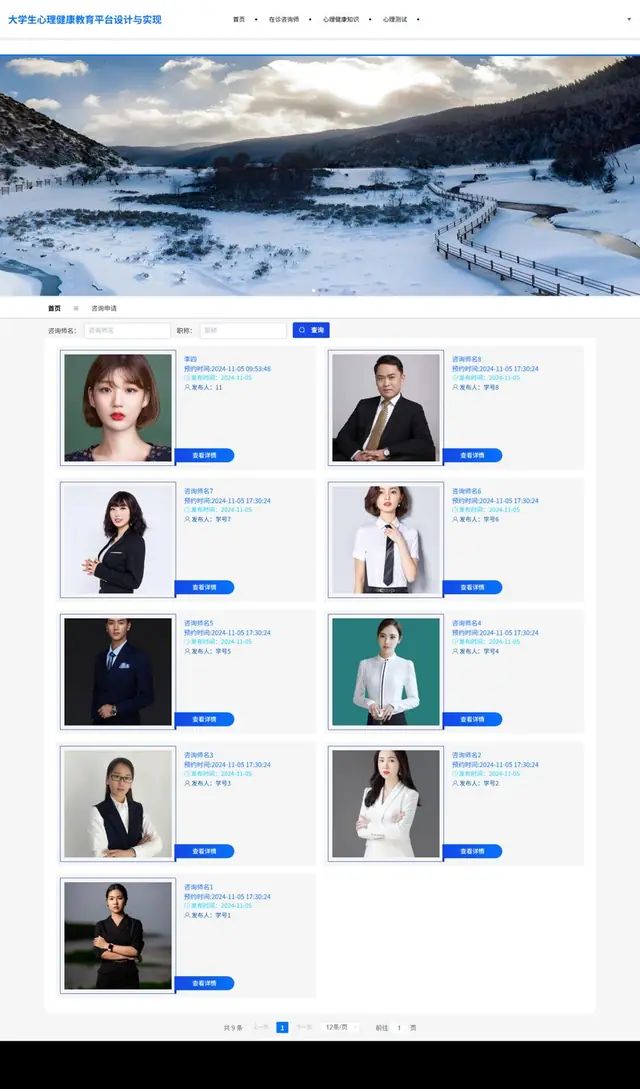 大学生心理健康教育平台设计与实现
首页 在诊咨询师 心理健康知识 心理测试
首页 咨询申请
咨询师名： 咨询师名 职称： 职称 查询
李四
预约时间:2024-11-05 09:53:48
发布时间：2024-11-05
发布人：11
查看详情
咨询师名8
预约时间:2024-11-05 17:30:24
发布时间：2024-11-05
发布人：学号8
查看详情
咨询师名7
预约时间:2024-11-05 17:30:24
发布时间：2024-11-05
发布人：学号7
查看详情
咨询师名6
预约时间:2024-11-05 17:30:24
发布时间：2024-11-05
发布人：学号6
查看详情
咨询师名5
预约时间:2024-11-05 17:30:24
发布时间：2024-11-05
发布人：学号5
查看详情
咨询师名4
预约时间:2024-11-05 17:30:24
发布时间：2024-11-05
发布人：学号4
查看详情
咨询师名3
预约时间:2024-11-05 17:30:24
发布时间：2024-11-05
发布人：学号3
查看详情
咨询师名2
预约时间:2024-11-05 17:30:24
发布时间：2024-11-05
发布人：学号2
查看详情
咨询师名1
预约时间:2024-11-05 17:30:24
发布时间：2024-11-05
发布人：学号1
查看详情
共 9 条 上一页 1 下一页 12条/页 前往 1 页